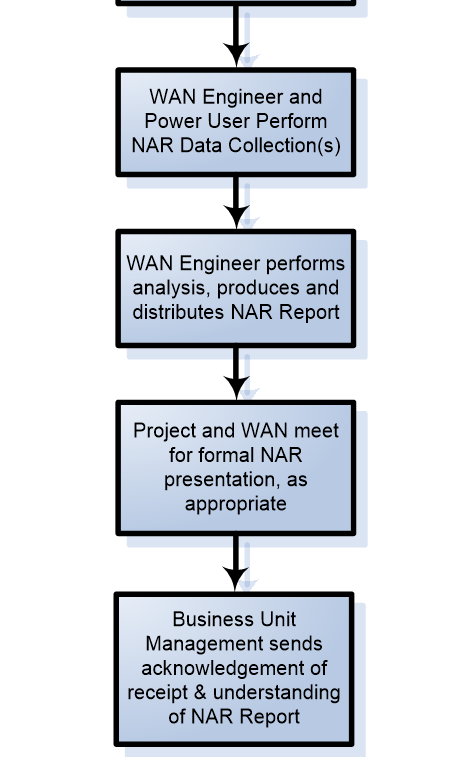 WAN Engineer and
Power User Perform
NAR Data Collection(s)
WAN Engineer performs
analysis, produces and
distributes NAR Report
Project and WAN meet
for formal NAR
presentation, as
appropriate
Business Unit
Management sends
acknowledgement of
receipt & understanding
of NAR Report